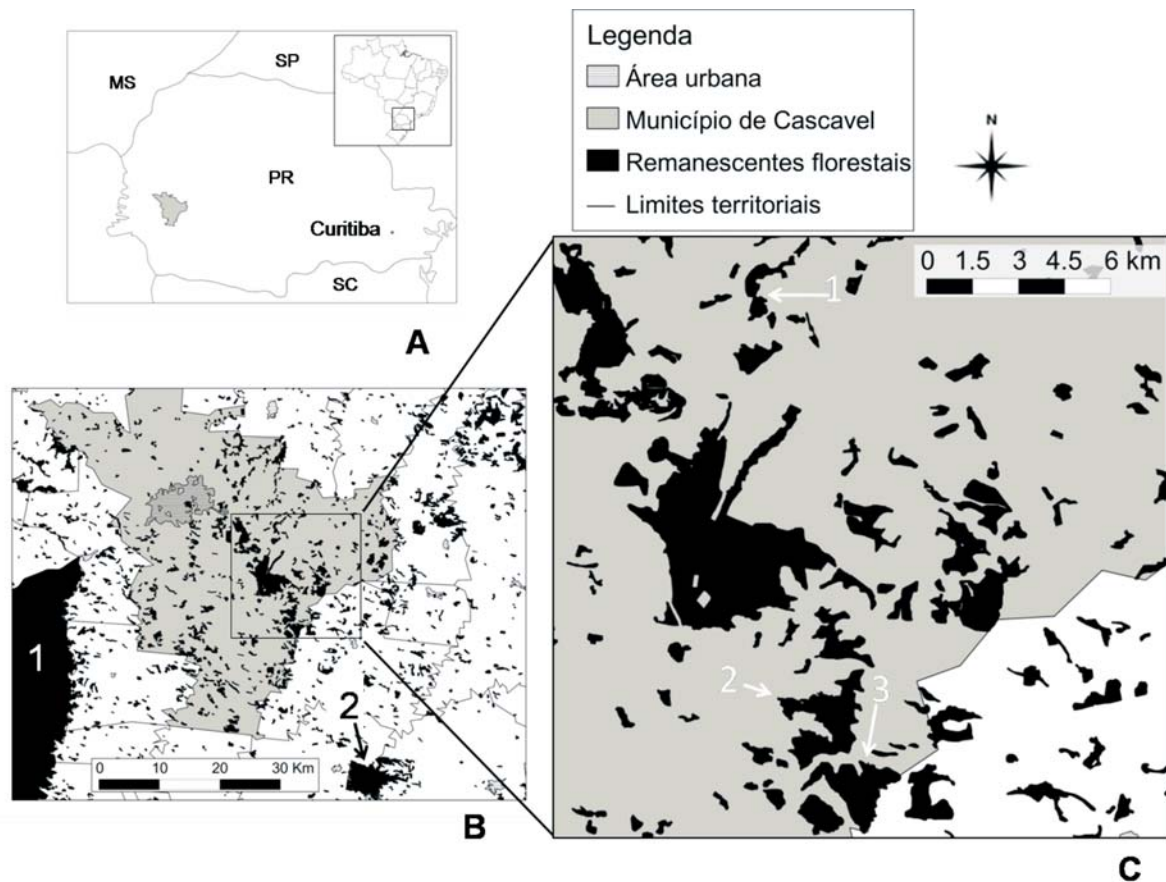 SP
MS
PR
Curitiba
SC
A
Legenda
Área urbana
Município de Cascavel
Remanescentes florestais
Limites territoriais
N
1
2
0 10 20 30 Km
B
0 1.5 3 4.5 6 km
1
2
3
C